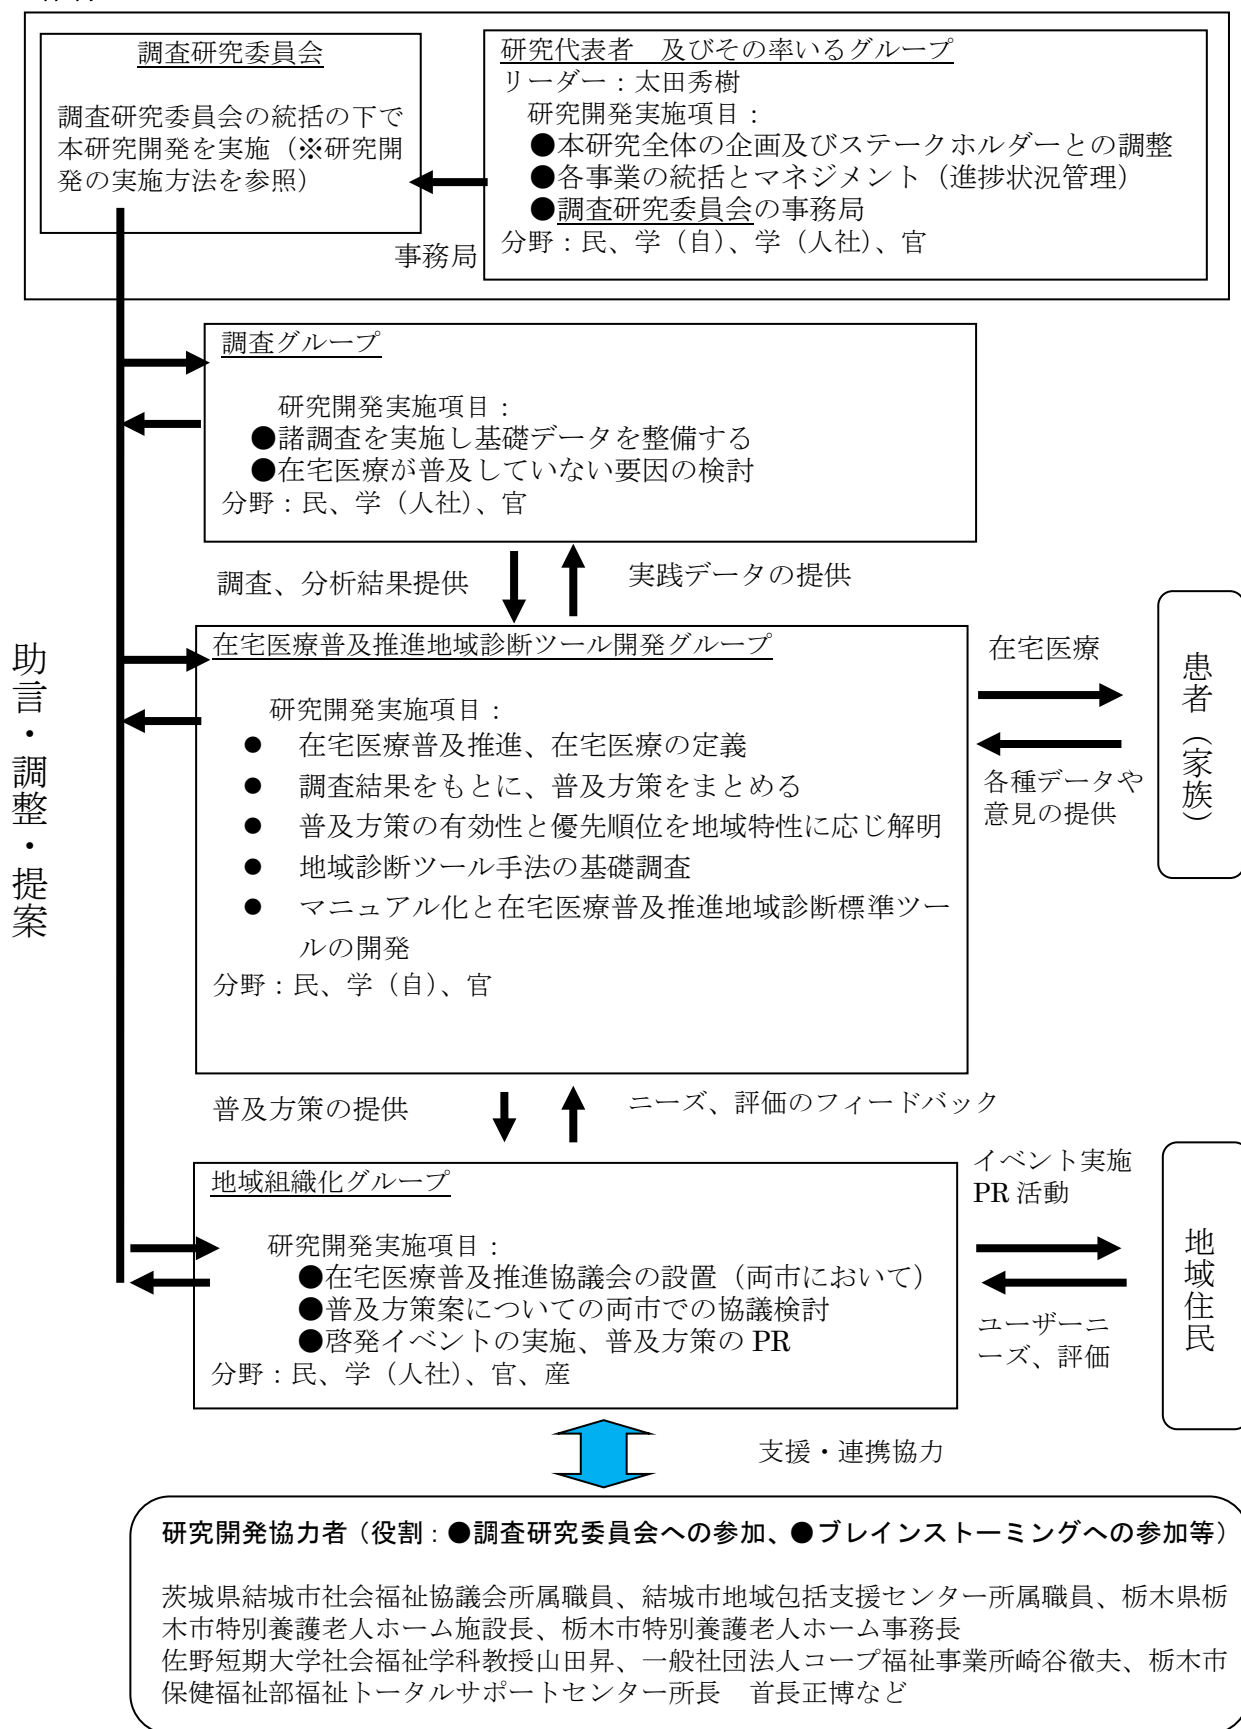 調査研究委員会
調査研究委員会の統括の下で
本研究開発を実施（※研究開
発の実施方法を参照）
研究代表者　及びその率いるグループ
リーダー：太田秀樹
研究開発実施項目：
●本研究全体の企画及びステークホルダーとの調整
●各事業の統括とマネジメント（進捗状況管理）
●調査研究委員会の事務局
分野：民、学（自）、学（人社）、官
事務局
調査グループ
研究開発実施項目：
●諸調査を実施し基礎データを整備する
●在宅医療が普及していない要因の検討
分野：民、学（人社）、官
調査、分析結果提供
実践データの提供
助言・調整・提案
在宅医療普及推進地域診断ツール開発グループ
研究開発実施項目：
●　在宅医療普及推進、在宅医療の定義
●　調査結果をもとに、普及方策をまとめる
●　普及方策の有効性と優先順位を地域特性に応じ解明
●　地域診断ツール手法の基礎調査
●　マニュアル化と在宅医療普及推進地域診断標準ツー
ルの開発
分野：民、学（自）、官
在宅医療
各種データや
意見の提供
患者（家族）
普及方策の提供
ニーズ、評価のフィードバック
地域組織化グループ
研究開発実施項目：
●在宅医療普及推進協議会の設置（両市において）
●普及方策案についての両市での協議検討
●啓発イベントの実施、普及方策の PR
分野：民、学（人社）、官、産
イベント実施
PR 活動
ユーザーニ
ーズ、評価
地域住民
支援・連携協力
研究開発協力者（役割：●調査研究委員会への参加、●ブレインストーミングへの参加等）
茨城県結城市社会福祉協議会所属職員、結城市地域包括支援センター所属職員、栃木県栃
木市特別養護老人ホーム施設長、栃木市特別養護老人ホーム事務長
佐野短期大学社会福祉学科教授山田昇、一般社団法人コープ福祉事業所崎谷徹夫、栃木市
保健福祉部福祉トータルサポートセンター所長　首長正博など